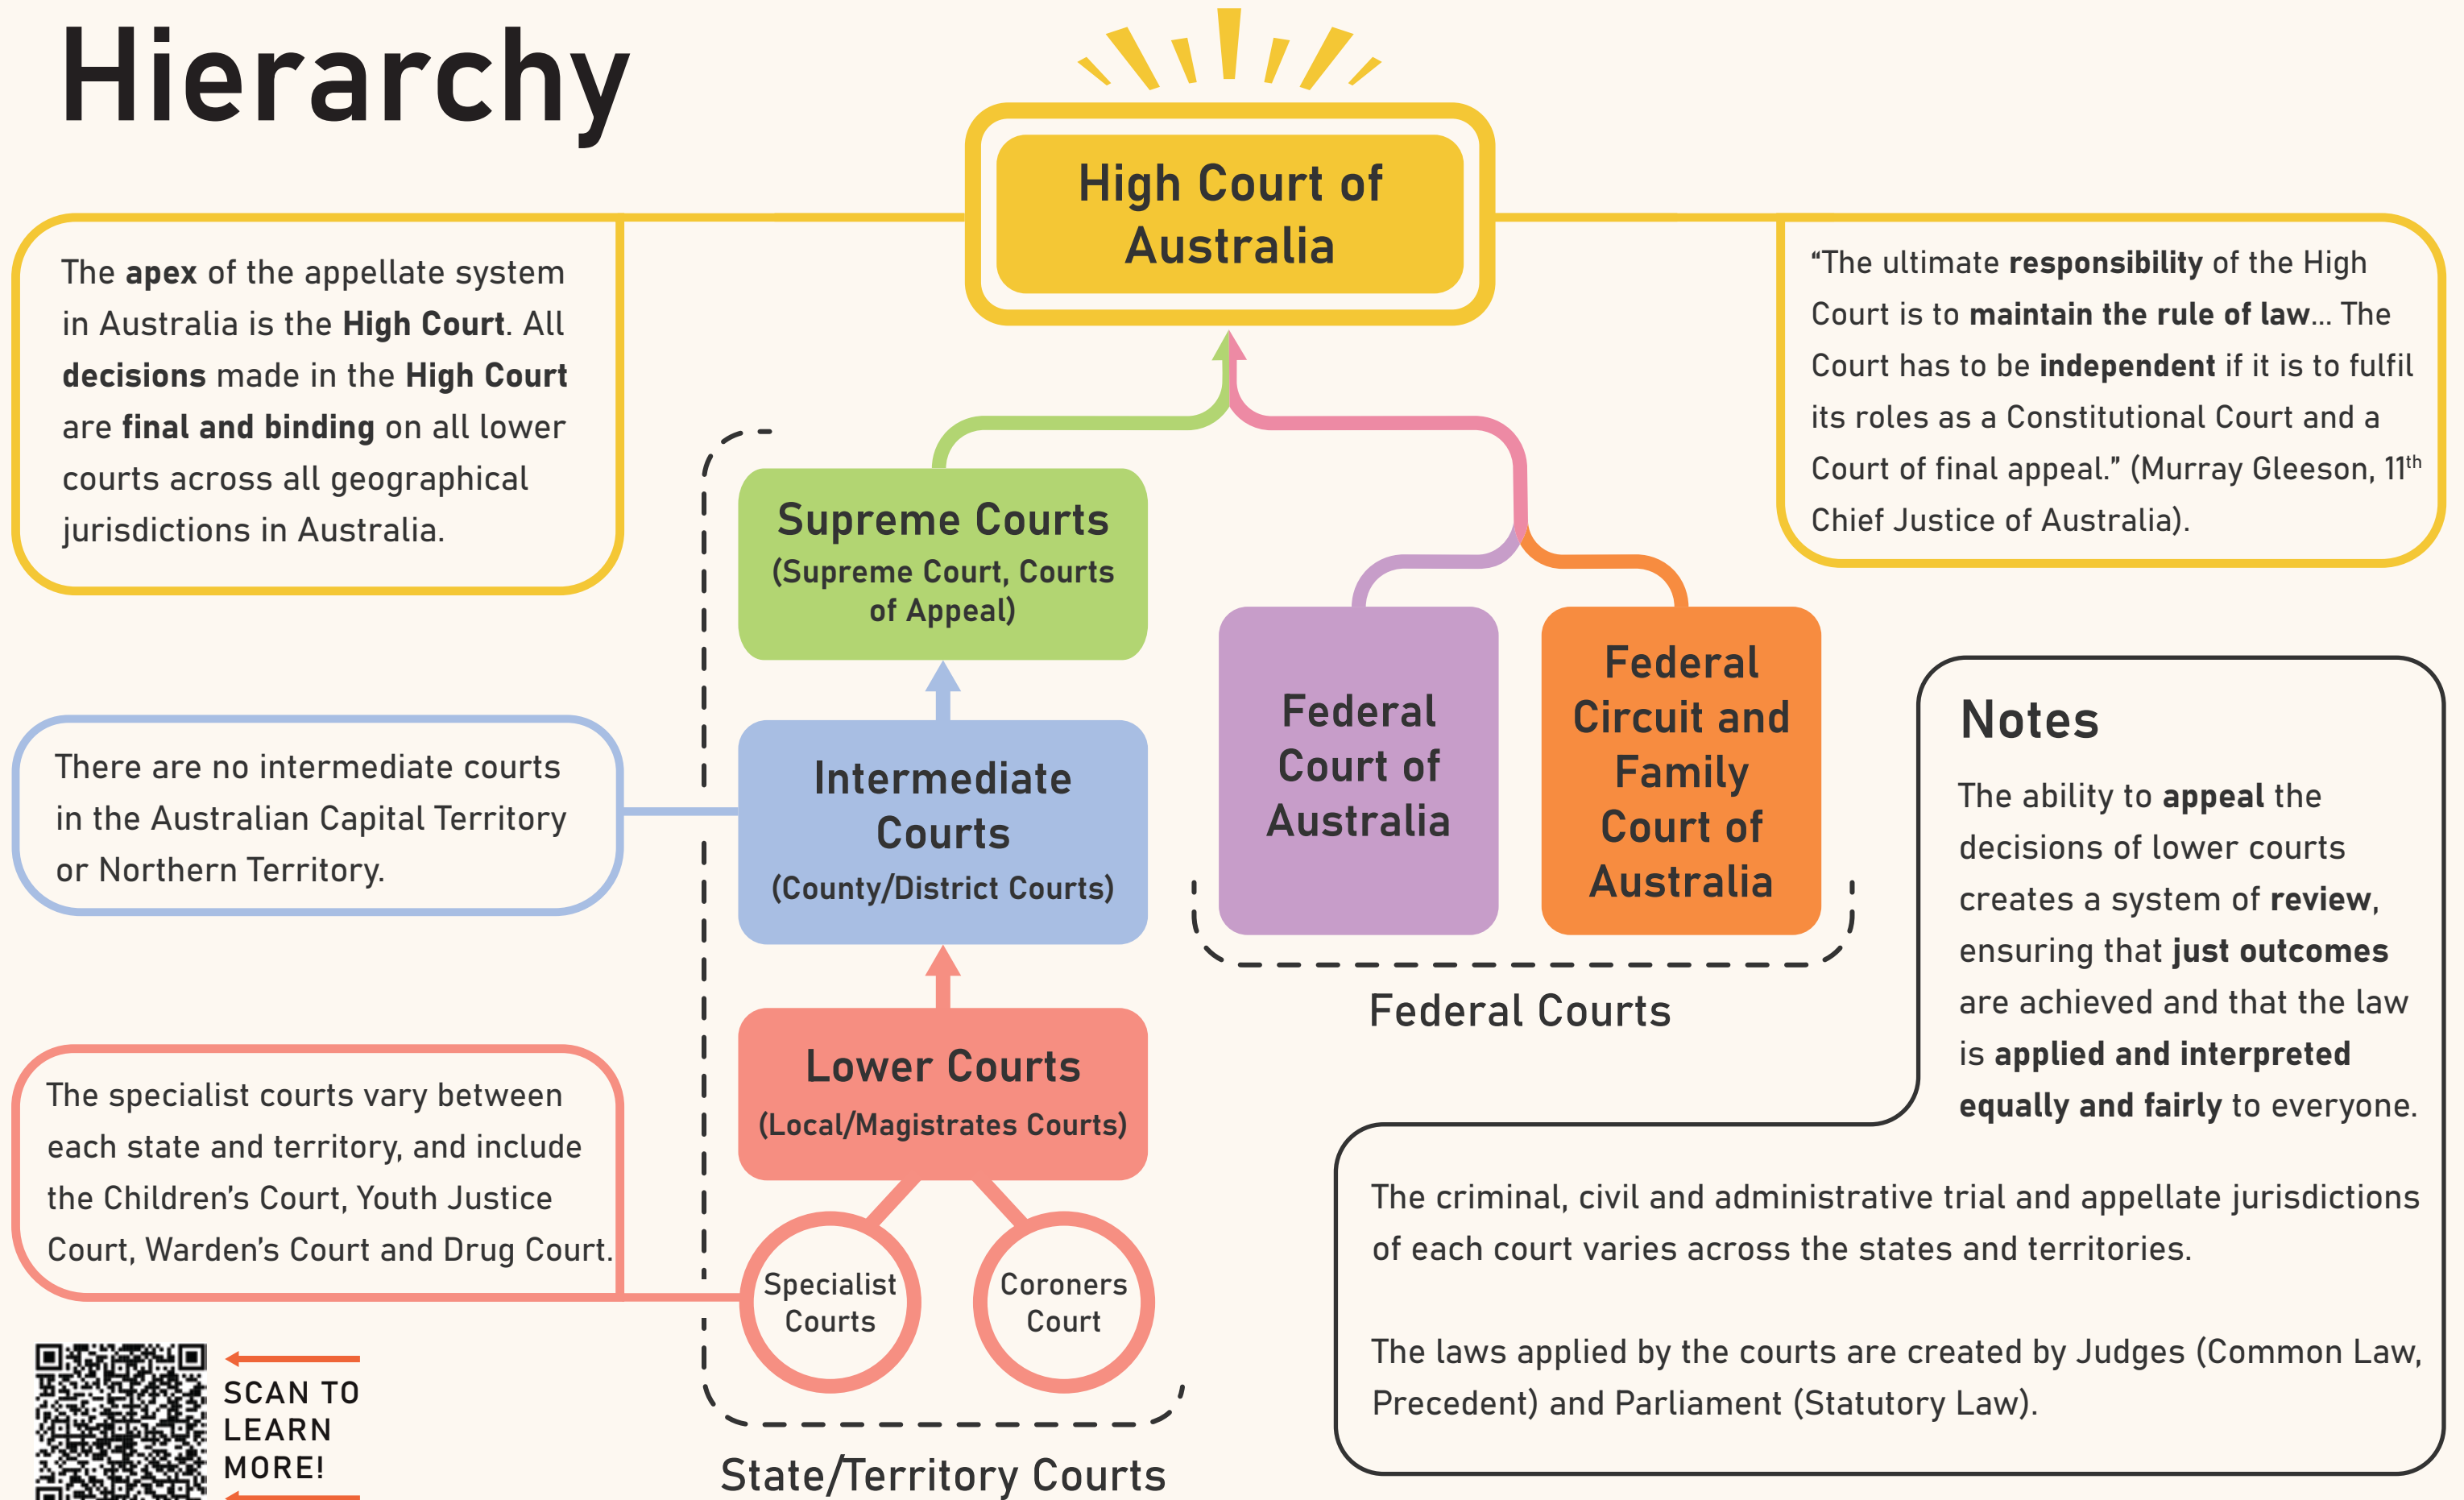 Hierarchy
High Court of
Australia
The apex of the appellate system
in Australia is the High Court. All
decisions made in the High Court
are final and binding on all lower
courts across all geographical
jurisdictions in Australia.
“The ultimate responsibility of the High
Court is to maintain the rule of law... The
Court has to be independent if it is to fulfil
its roles as a Constitutional Court and a
Court of final appeal.” (Murray Gleeson, 11th
Chief Justice of Australia).
Supreme Courts
(Supreme Court, Courts
of Appeal)
There are no intermediate courts
in the Australian Capital Territory
or Northern Territory.
Intermediate
Courts
(County/District Courts)
Federal
Court of
Australia
Federal
Circuit and
Family
Court of
Australia
Federal Courts
Lower Courts
(Local/Magistrates Courts)
The specialist courts vary between
each state and territory, and include
the Children’s Court, Youth Justice
Court, Warden’s Court and Drug Court.
Specialist
Courts
Coroners
Court
State/Territory Courts
Notes
The ability to appeal the
decisions of lower courts
creates a system of review,
ensuring that just outcomes
are achieved and that the law
is applied and interpreted
equally and fairly to everyone.
The criminal, civil and administrative trial and appellate jurisdictions
of each court varies across the states and territories.
The laws applied by the courts are created by Judges (Common Law,
Precedent) and Parliament (Statutory Law).
SCAN TO
LEARN
MORE!